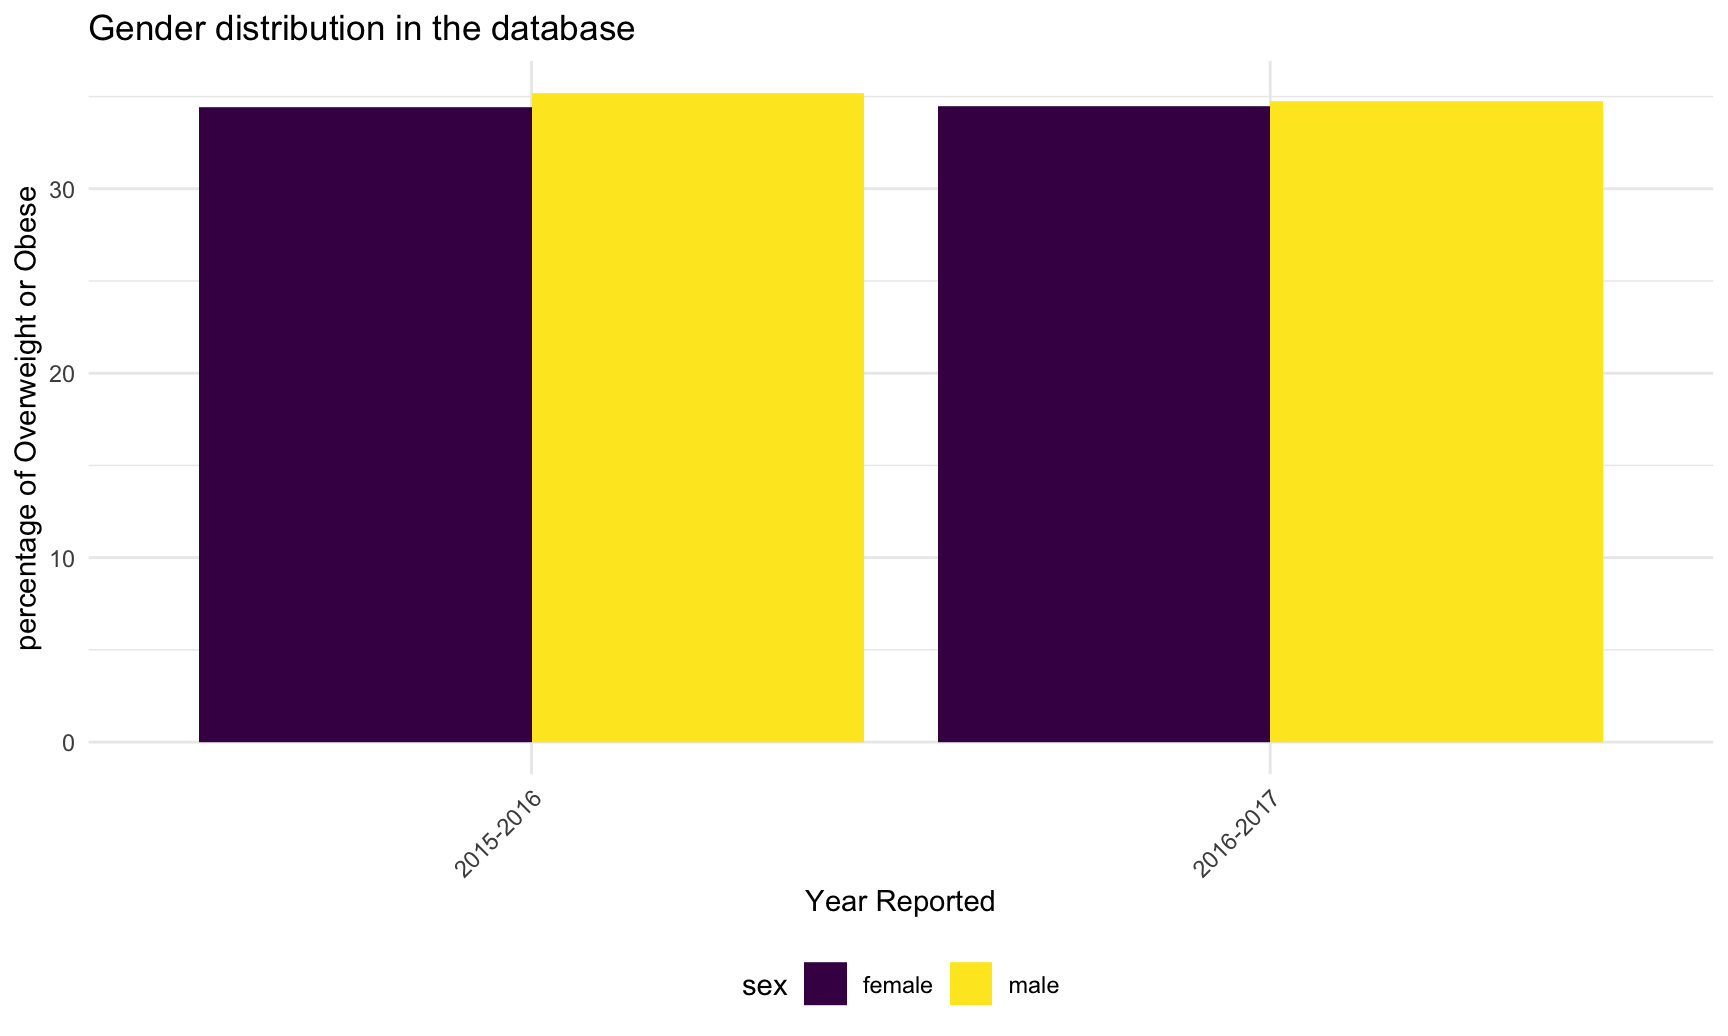 Gender distribution in the database
percentage of Overweight or Obese
30
20
10
0
2015-2016
2016-2017
Year Reported
sex
female
male